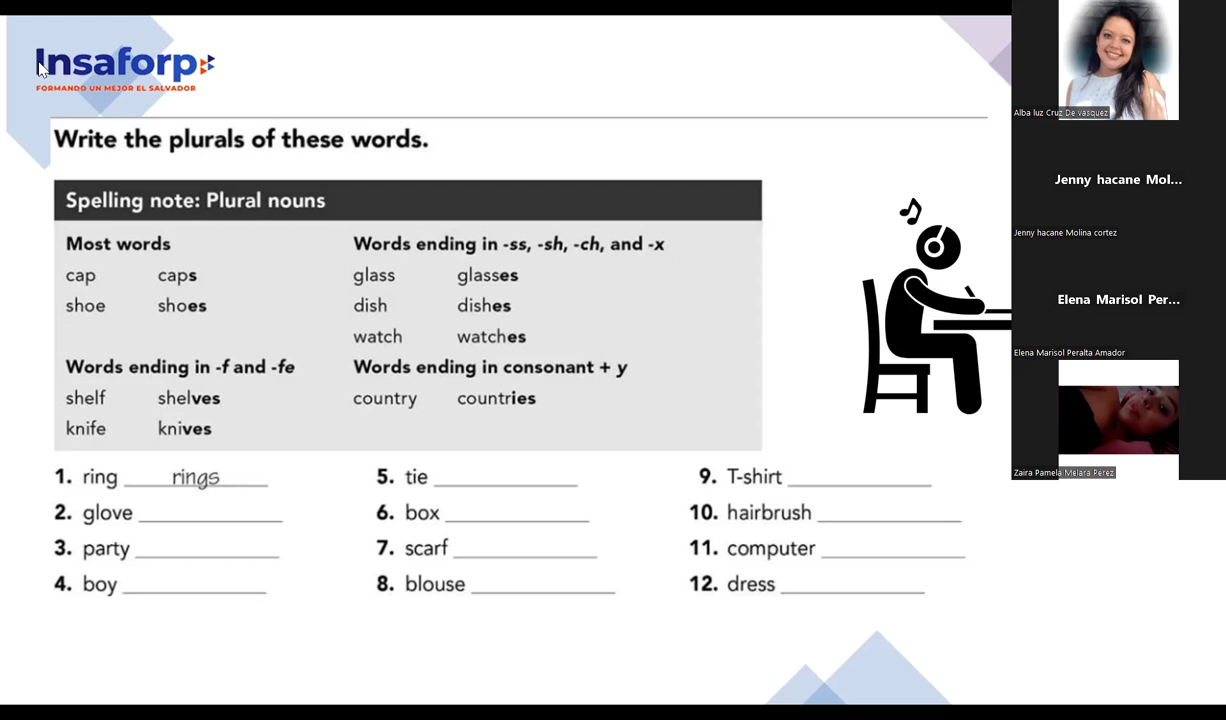 Insaforp
FORMANDO UN MEJOR EL SALVADOR
Write the plurals of these words.
Spelling note: Plural nouns
Most words
cap caps
shoe shoes
Words ending in -ss, -sh, -ch, and -x
glass glasses
dish dishes
watch watches
Words ending in -f and -fe
shelf shelves
knife knives
Words ending in consonant + y
country countries
1. ring rings
2. glove
3. party
4. boy
5. tie
6. box
7. scarf
8. blouse
9. T-shirt
10. hairbrush
11. computer
12. dress
Alba luz Cruz De vasquez
Jenny hacane Mol...
Jenny hacane Molina cortez
Elena Marisol Per...
Elena Marisol Peralta Amador
Zaira Pamela Melara Perez